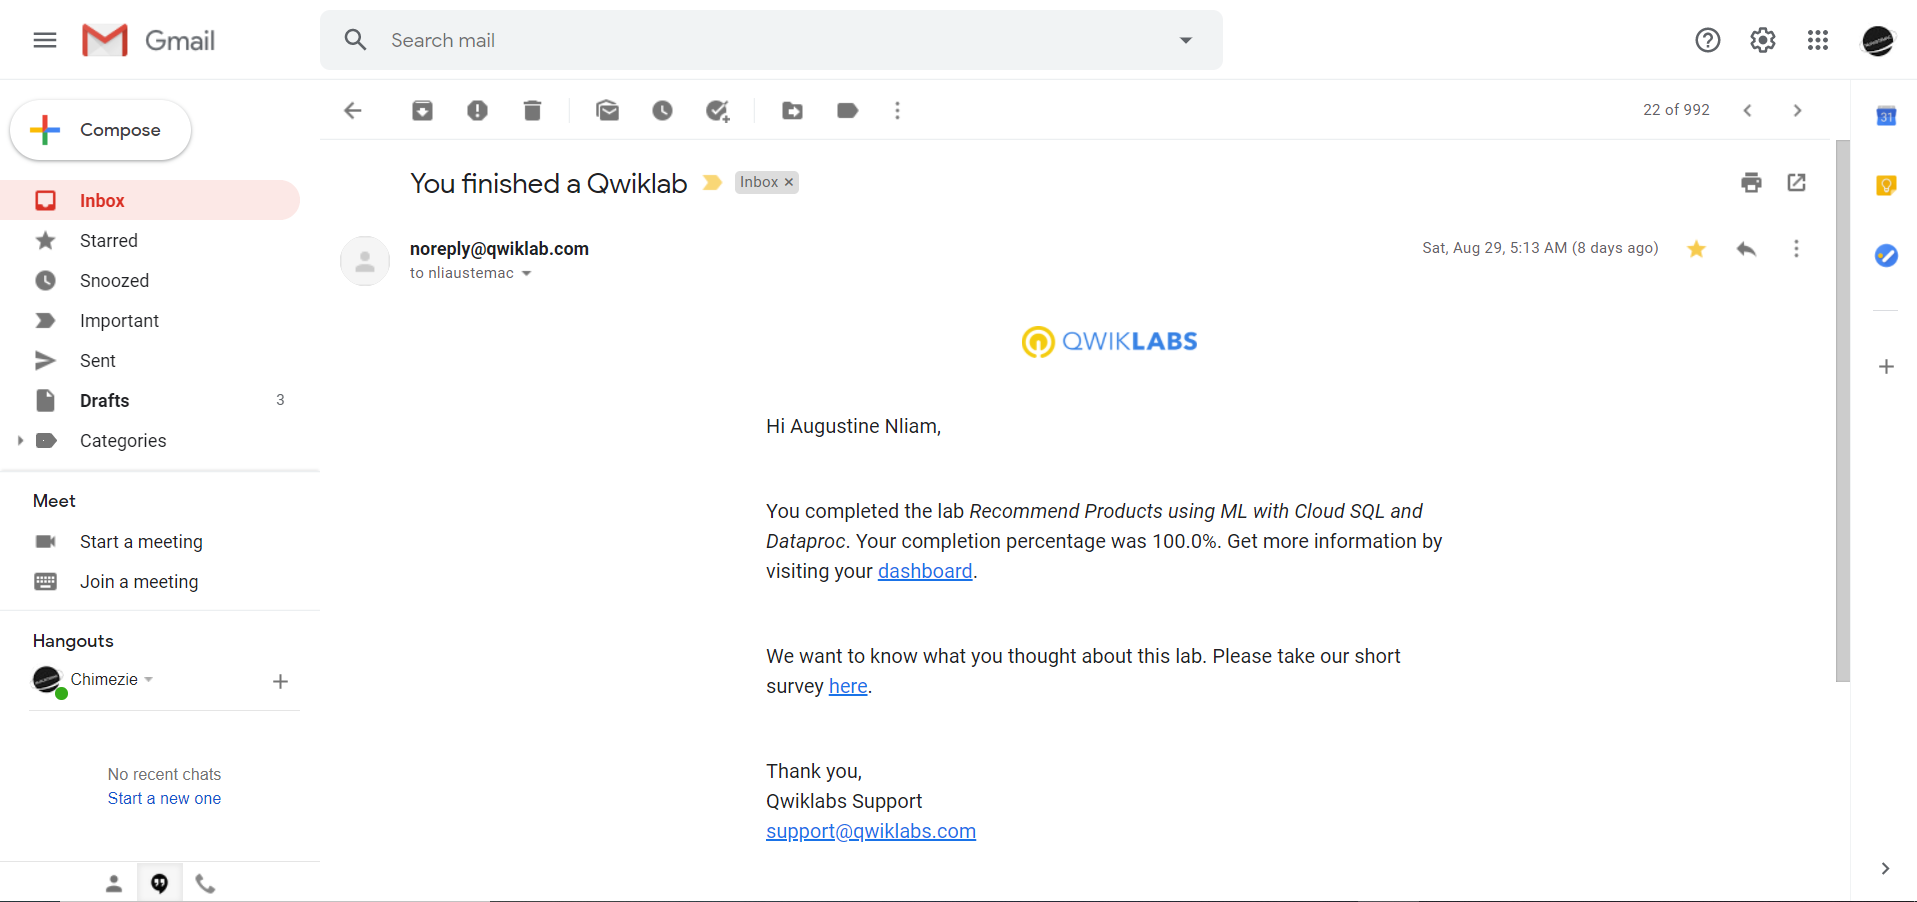 Gmail
Search mail
Compose
22 of 992
31
Inbox
Starred
Snoozed
Important
Sent
Drafts 3
Categories
Meet
Start a meeting
Join a meeting
Hangouts
Chimezie
No recent chats
Start a new one
You finished a Qwiklab
Inbox ×
noreply@qwiklab.com
Sat, Aug 29, 5:13 AM (8 days ago)
to nliaustemac
QWIKLABS
Hi Augustine Nliam,
You completed the lab Recommend Products using ML with Cloud SQL and
Dataproc. Your completion percentage was 100.0%. Get more information by
visiting your dashboard.
We want to know what you thought about this lab. Please take our short
survey here.
Thank you,
Qwiklabs Support
support@qwiklabs.com